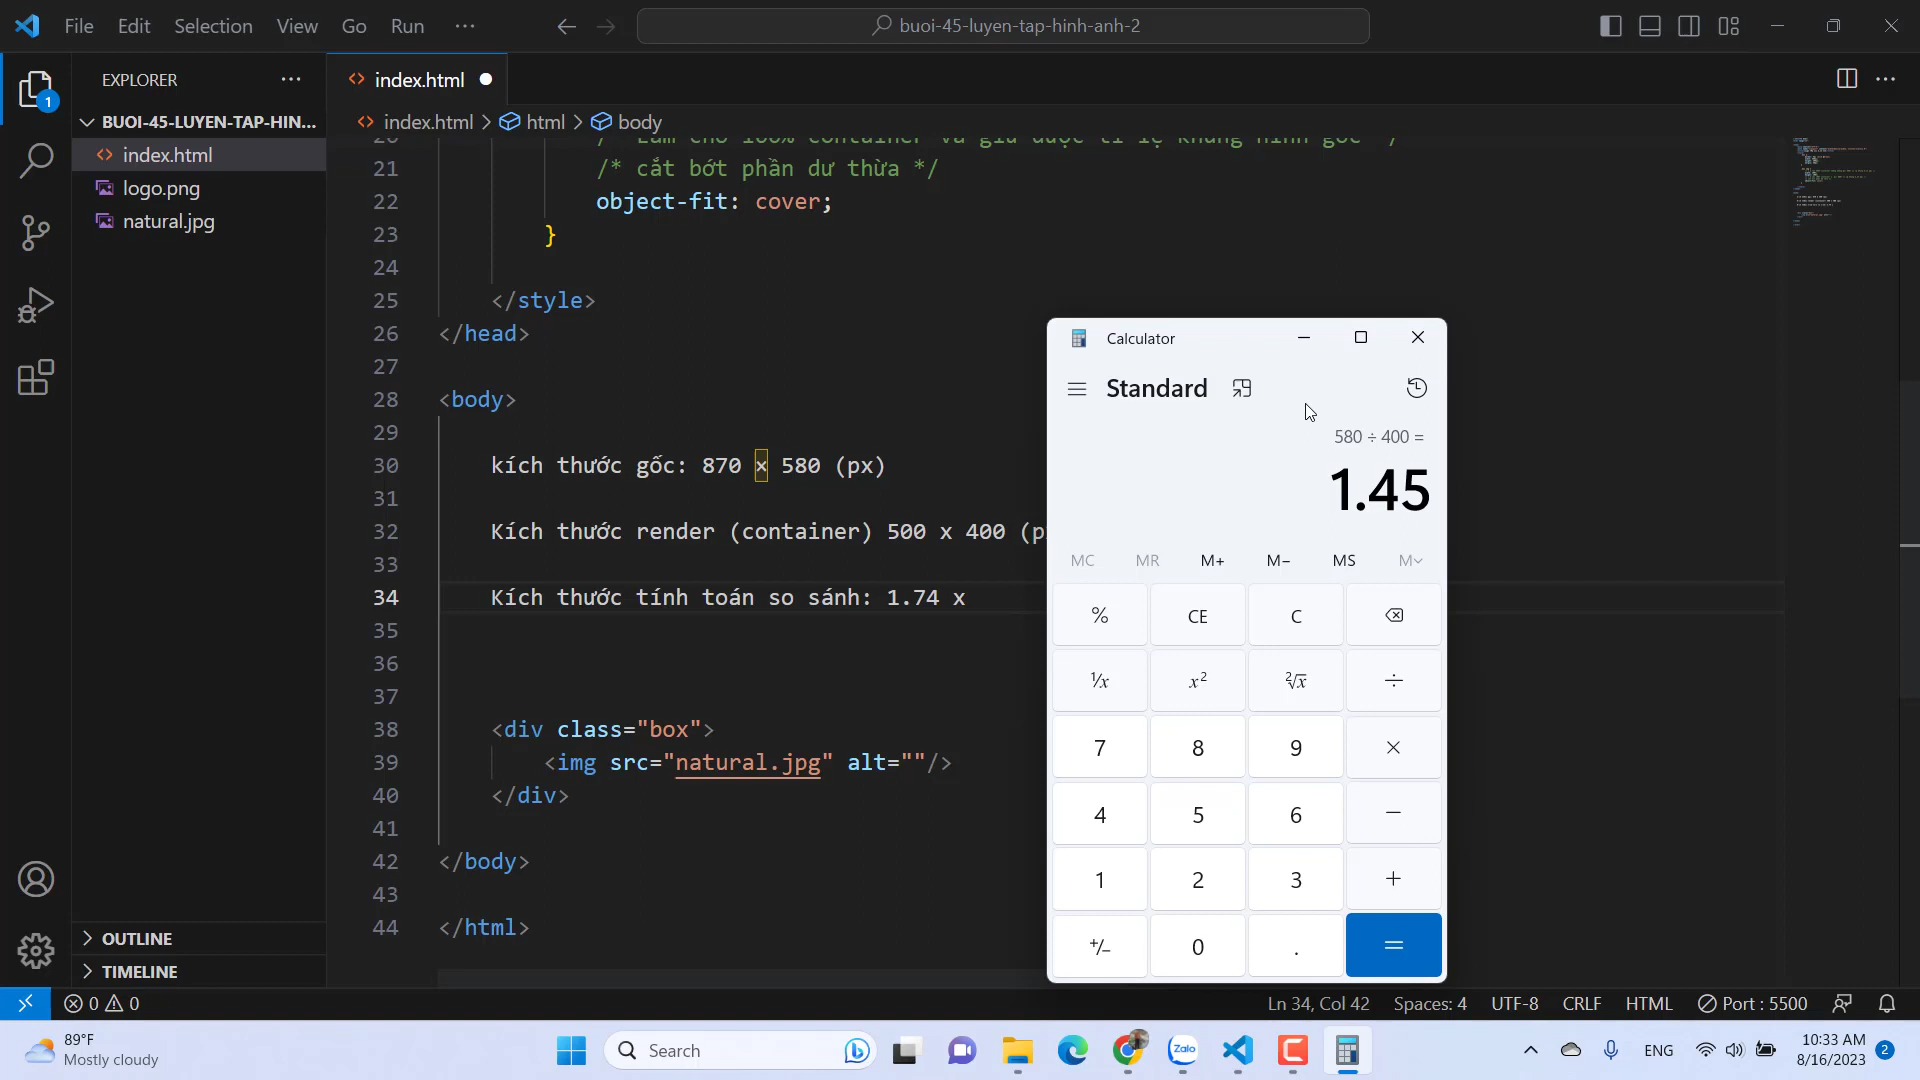 File Edit Selection View Go Run ···
buoi-45-luyen-tap-hinh-anh-2
EXPLORER
1
BUOI-45-LUYEN-TAP-HIN...
index.html
logo.png
natural.jpg
OUTLINE
TIMELINE
index.html
index.html > html > body
21 /* cắt bớt phần dư thừa */
22 object-fit: cover;
23 }
24
25 </style>
26 </head>
27
28 <body>
29
30 kích thước gốc: 870 × 580 (px)
31
32 Kích thước render (container) 500 x 400 (p
33
34 Kích thước tính toán so sánh: 1.74 x
35
36
37
38 <div class="box">
39 <img src="natural.jpg" alt=""/>
40 </div>
41
42 </body>
43
44 </html>
Calculator
Standard
580 ÷ 400 =
1.45
MC MR M+ M− MS M
% CE C
¹/x x² ²√x ÷
7 8 9 ×
4 5 6 −
1 2 3 +
+/− 0 . =
0 0
Ln 34, Col 42 Spaces: 4 UTF-8 CRLF HTML Port : 5500
89°F
Mostly cloudy
Search
Zalo
ENG
10:33 AM
8/16/2023
2